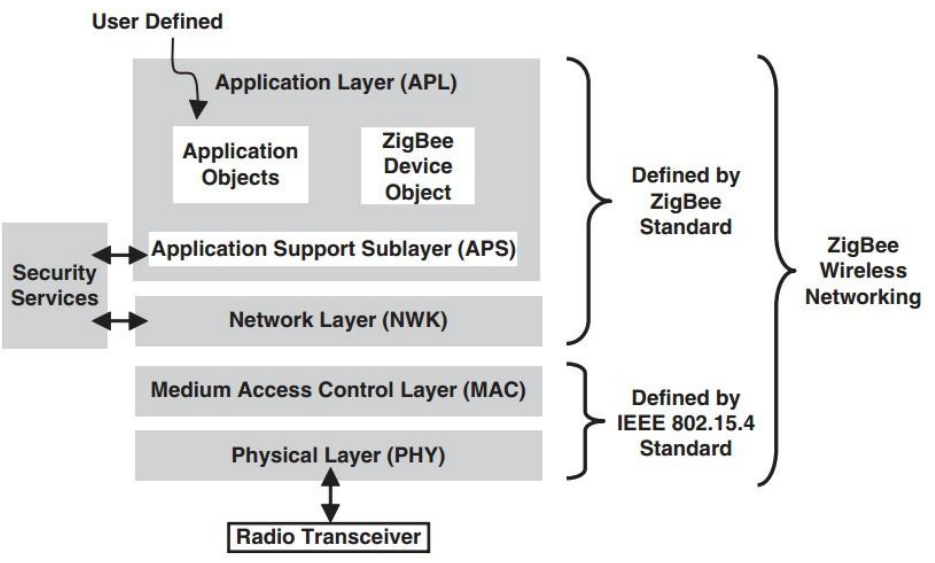 User Defined
Application Layer (APL)
Application
Objects
ZigBee
Device
Object
Application Support Sublayer (APS)
Security
Services
Network Layer (NWK)
Medium Access Control Layer (MAC)
Physical Layer (PHY)
Radio Transceiver
Defined by
ZigBee
Standard
Defined by
IEEE 802.15.4
Standard
ZigBee
Wireless
Networking